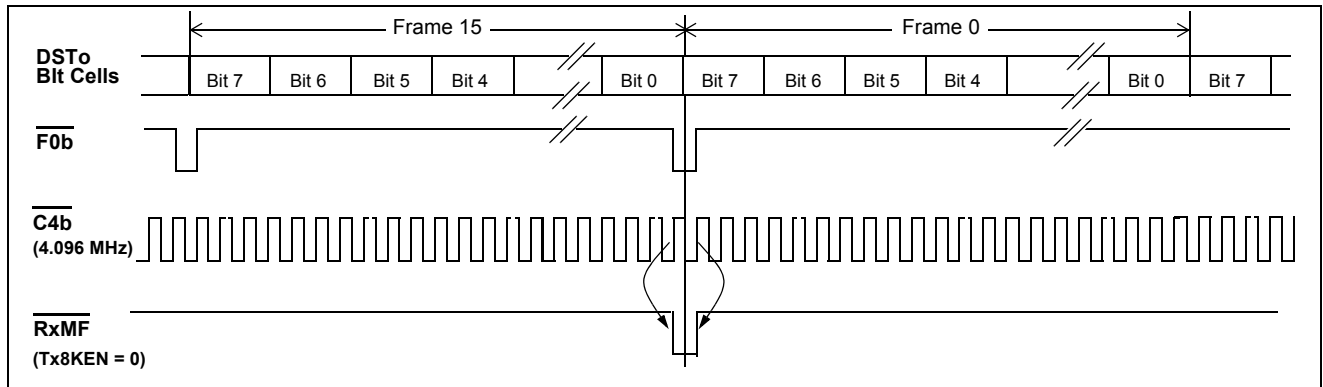 Frame 15
Frame 0
DSTo
BIt Cells
Bit 7
Bit 6
Bit 5
Bit 4
Bit 0
Bit 7
Bit 6
Bit 5
Bit 4
Bit 0
Bit 7
F0b
C4b
(4.096 MHz)
RxMF
(Tx8KEN = 0)